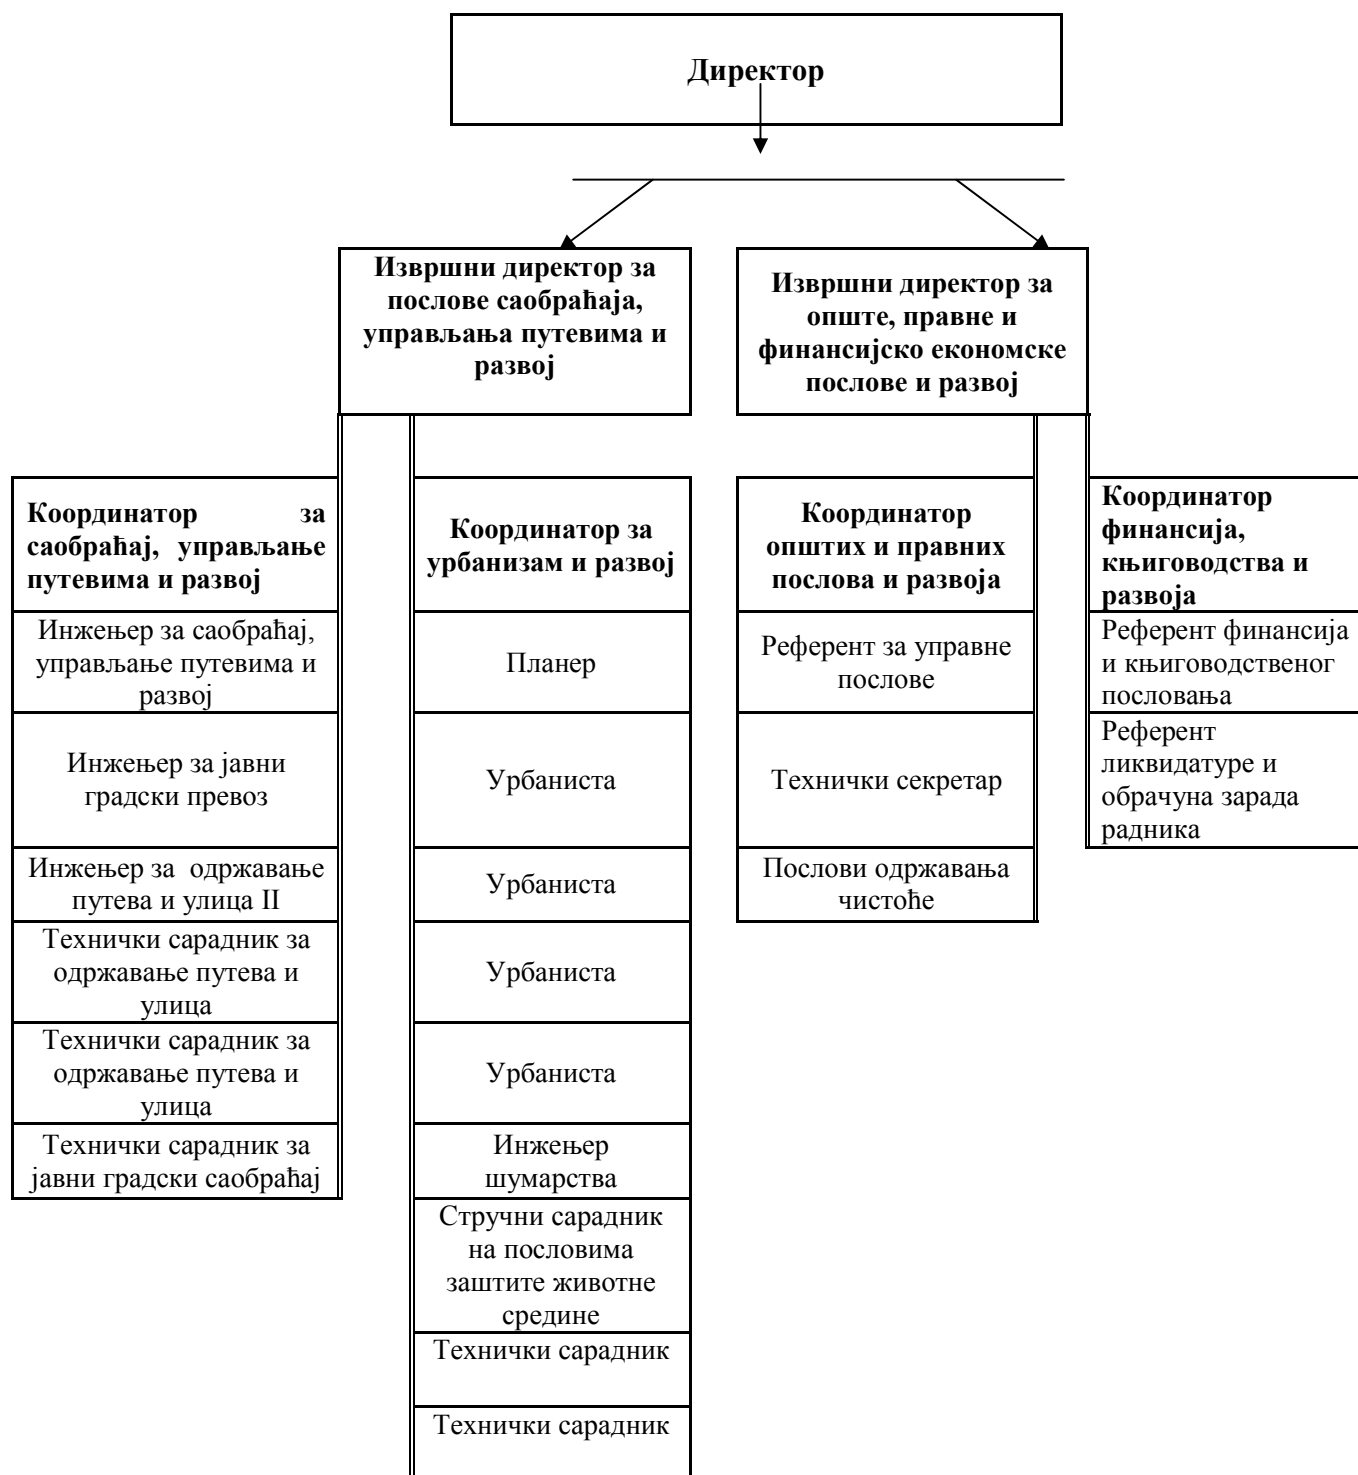 Директор
Извршни директор за
послове саобраћаја,
управљања путевима и
развој
Извршни директор за
опште, правне и
финансијско економске
послове и развој
Координатор за
саобраћај, управљање
путевима и развој
Инжењер за саобраћај,
управљање путевима и
развој
Инжењер за јавни
градски превоз
Инжењер за одржавање
путева и улица II
Технички сарадник за
одржавање путева и
улица
Технички сарадник за
одржавање путева и
улица
Технички сарадник за
јавни градски саобраћај
Координатор за
урбанизам и развој
Планер
Урбаниста
Урбаниста
Урбаниста
Урбаниста
Инжењер
шумарства
Стручни сарадник
на пословима
заштите животне
средине
Технички сарадник
Технички сарадник
Координатор
општих и правних
послова и развоја
Референт за управне
послове
Технички секретар
Послови одржавања
чистоће
Координатор
финансија,
књиговодства и
развоја
Референт финансија
и књиговодственог
пословања
Референт
ликвидатуре и
обрачуна зарада
радника